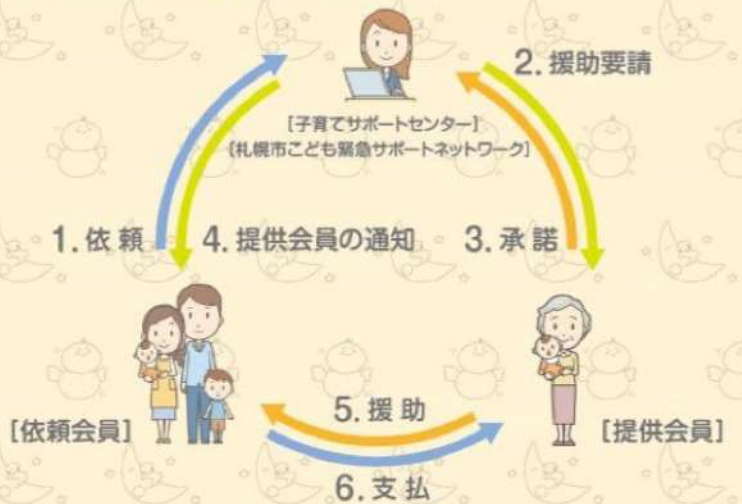 2.援助要請
[子育てサポートセンター]
[札幌市こども緊急サポートネットワーク]
1.依頼
4.提供会員の通知
3.承諾
[依頼会員]
5.援助
[提供会員]
6.支払